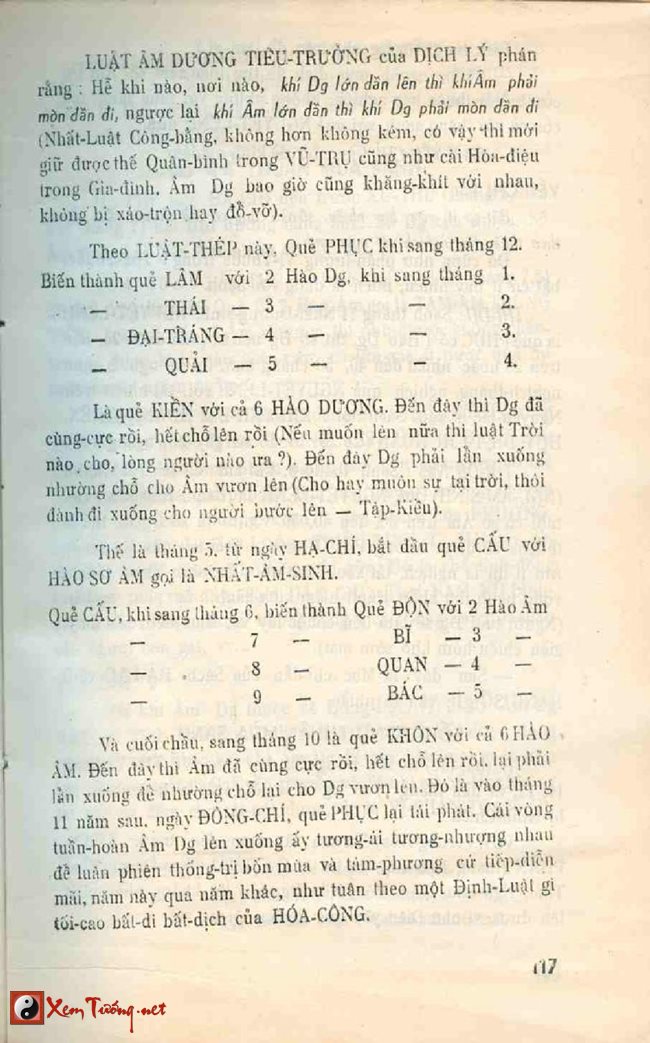 LUẬT ÂM DƯƠNG TIÊU-TRƯỞNG của DỊCH LÝ phán
rằng : Hễ khi nào, nơi nào, khí Dg lớn dần lên thì khí Âm phải
mòn dần đi, ngược lại khí Âm lớn dần thì khí Dg phải mòn dần đi
(Nhất-Luật Công-bằng, không hơn không kém, có vậy thì mới
giữ được thế Quân-bình trong VŨ-TRỤ cũng như cái Hòa-điệu
trong Gia-đình, Âm Dg bao giờ cũng khăng-khít với nhau,
không bị xáo-trộn hay đồ-vỡ).
Theo LUẬT-THÉP này, Quẻ PHỤC khi sang tháng 12.
Biến thành quẻ LÂM với 2 Hào Dg, khi sang tháng 1.
— THÁI — 3 — — 2.
— ĐẠI-TRÁNG — 4 — — 3.
— QUẢI — 5 — — 4.
Là quẻ KIỀN với cả 6 HÀO DƯƠNG. Đến đây thì Dg đã
cùng-cực rồi, hết chỗ lên rồi (Nếu muốn lên nữa thì luật Trời
nào cho, lòng người nào ưa ?). Đến đây Dg phải lần xuống
nhường chỗ cho Âm vươn lên (Cho hay muôn sự tại trời, thôi
đành đi xuống cho người bước lên — Tập-Kiều).
Thế là tháng 5, từ ngày HẠ-CHÍ, bắt đầu quẻ CẤU với
HÀO SƠ ÂM gọi là NHẤT-ÂM-SINH.
Quẻ CẤU, khi sang tháng 6, biến thành Quẻ ĐỘN với 2 Hào Âm
— 7 — BĨ — 3 —
— 8 — QUAN — 4 —
— 9 — BÁC — 5 —
Và cuối chầu, sang tháng 10 là quẻ KHÔN với cả 6 HÀO
ÂM. Đến đây thì Âm đã cùng cực rồi, hết chỗ lên rồi, lại phải
lần xuống để nhường chỗ lại cho Dg vươn lên. Đó là vào tháng
11 năm sau, ngày ĐÔNG-CHÍ, quẻ PHỤC lại tái phát. Cái vòng
tuần-hoàn Âm Dg lên xuống ấy tương-ái tương-nhượng nhau
để luân phiên thống-trị bốn mùa và tám-phương cứ tiếp-diễn
mãi, năm này qua năm khác, như tuân theo một Định-Luật gì
tối-cao bất-di bất-dịch của HÓA-CÔNG.
117
XemTướng.net